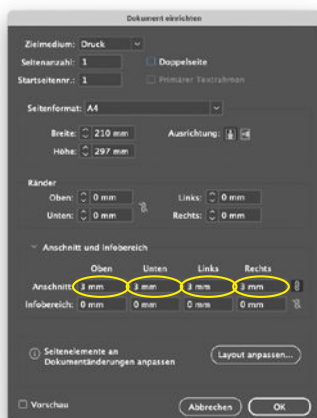 Dokument einrichten
Zielmedium: Druck
Seitenanzahl: 1 Doppelseite
Startseitennr.: 1 Primärer Textrahmen
Seitenformat: A4
Breite: 210 mm Ausrichtung:
Höhe: 297 mm
Ränder
Oben: 0 mm Links: 0 mm
Unten: 0 mm Rechts: 0 mm
Anschnitt und Infobereich
Oben Unten Links Rechts
Anschnitt: 3 mm 3 mm 3 mm 3 mm
Infobereich: 0 mm 0 mm 0 mm 0 mm
Seitenelemente an
Dokumentänderungen anpassen
Layout anpassen...
Vorschau Abbrechen OK